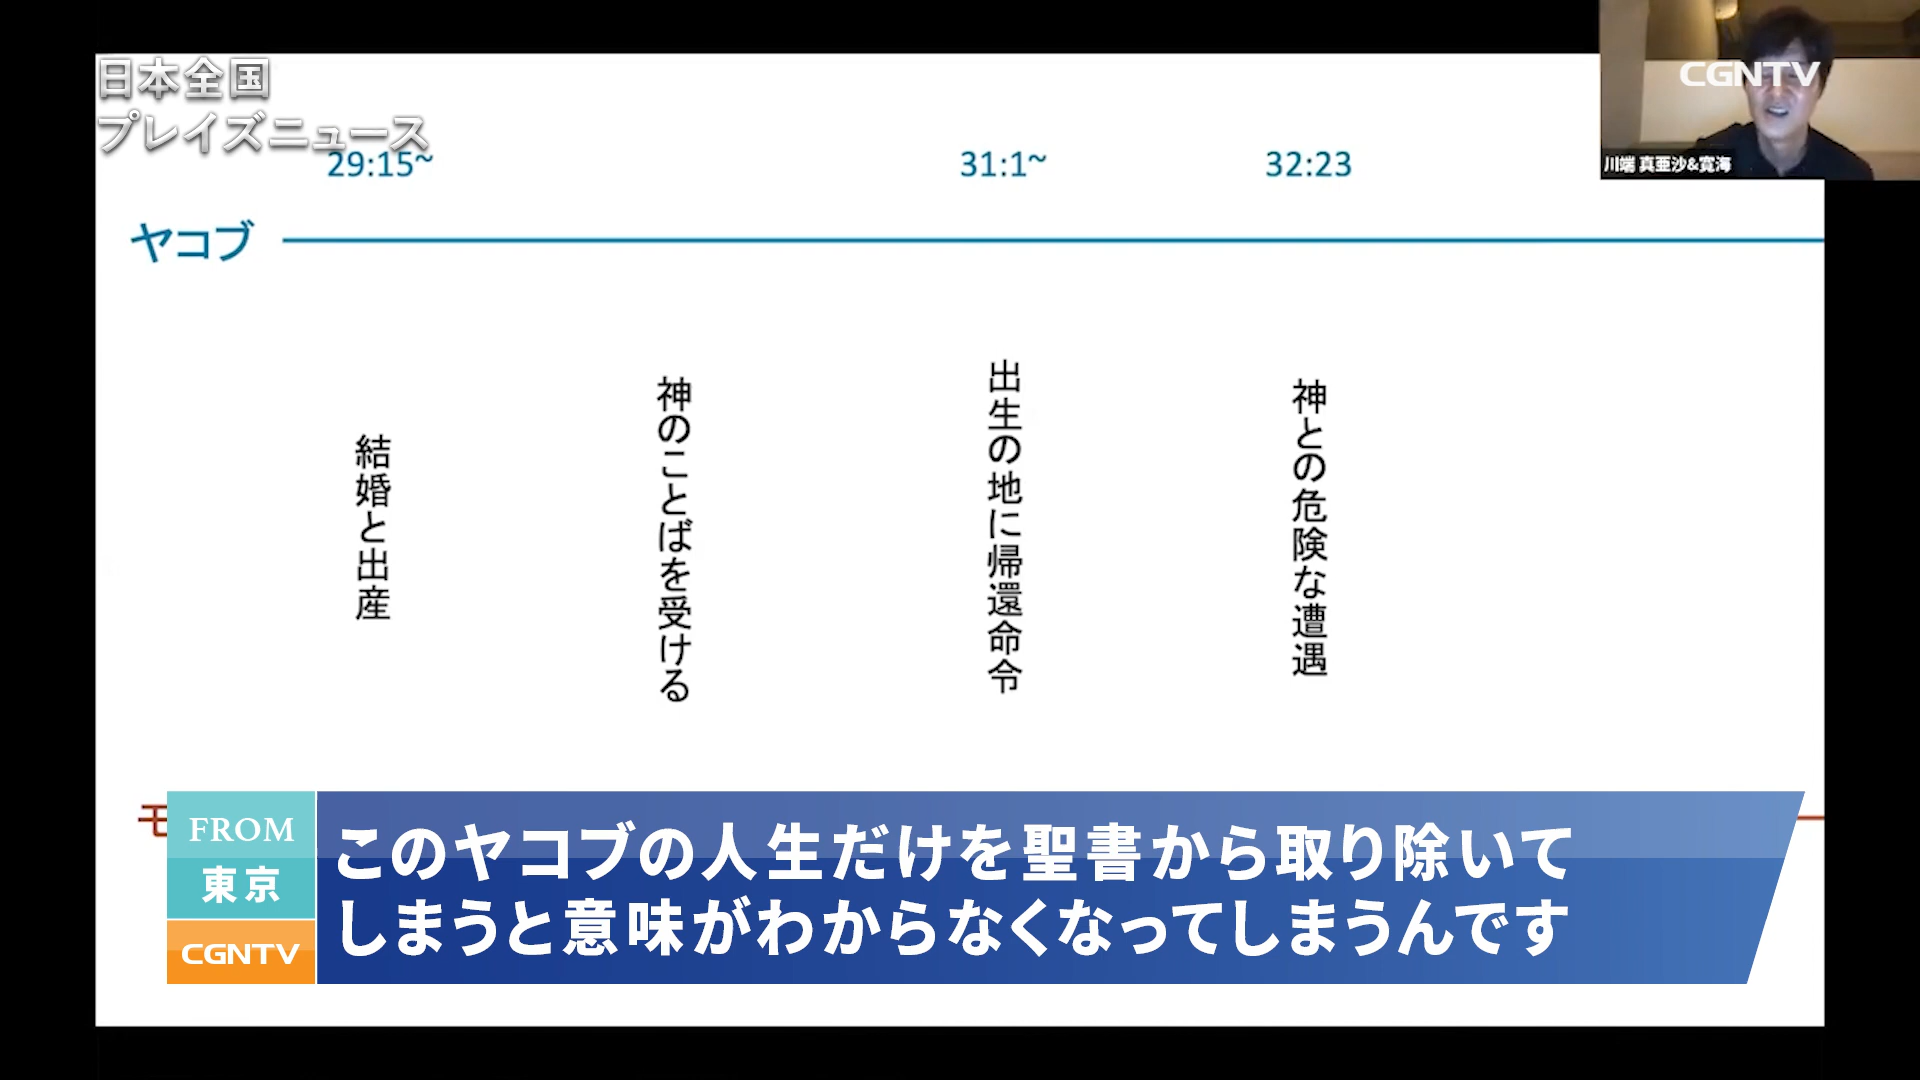 日本全国
プレイズニュース
CGNTV
川端 真亜沙&寛海
29:15~
31:1~
32:23
ヤコブ
結婚と出産
神のことばを受ける
出生の地に帰還命令
神との危険な遭遇
モ
FROM
東京
CGNTV
このヤコブの人生だけを聖書から取り除いて
しまうと意味がわからなくなってしまうんです